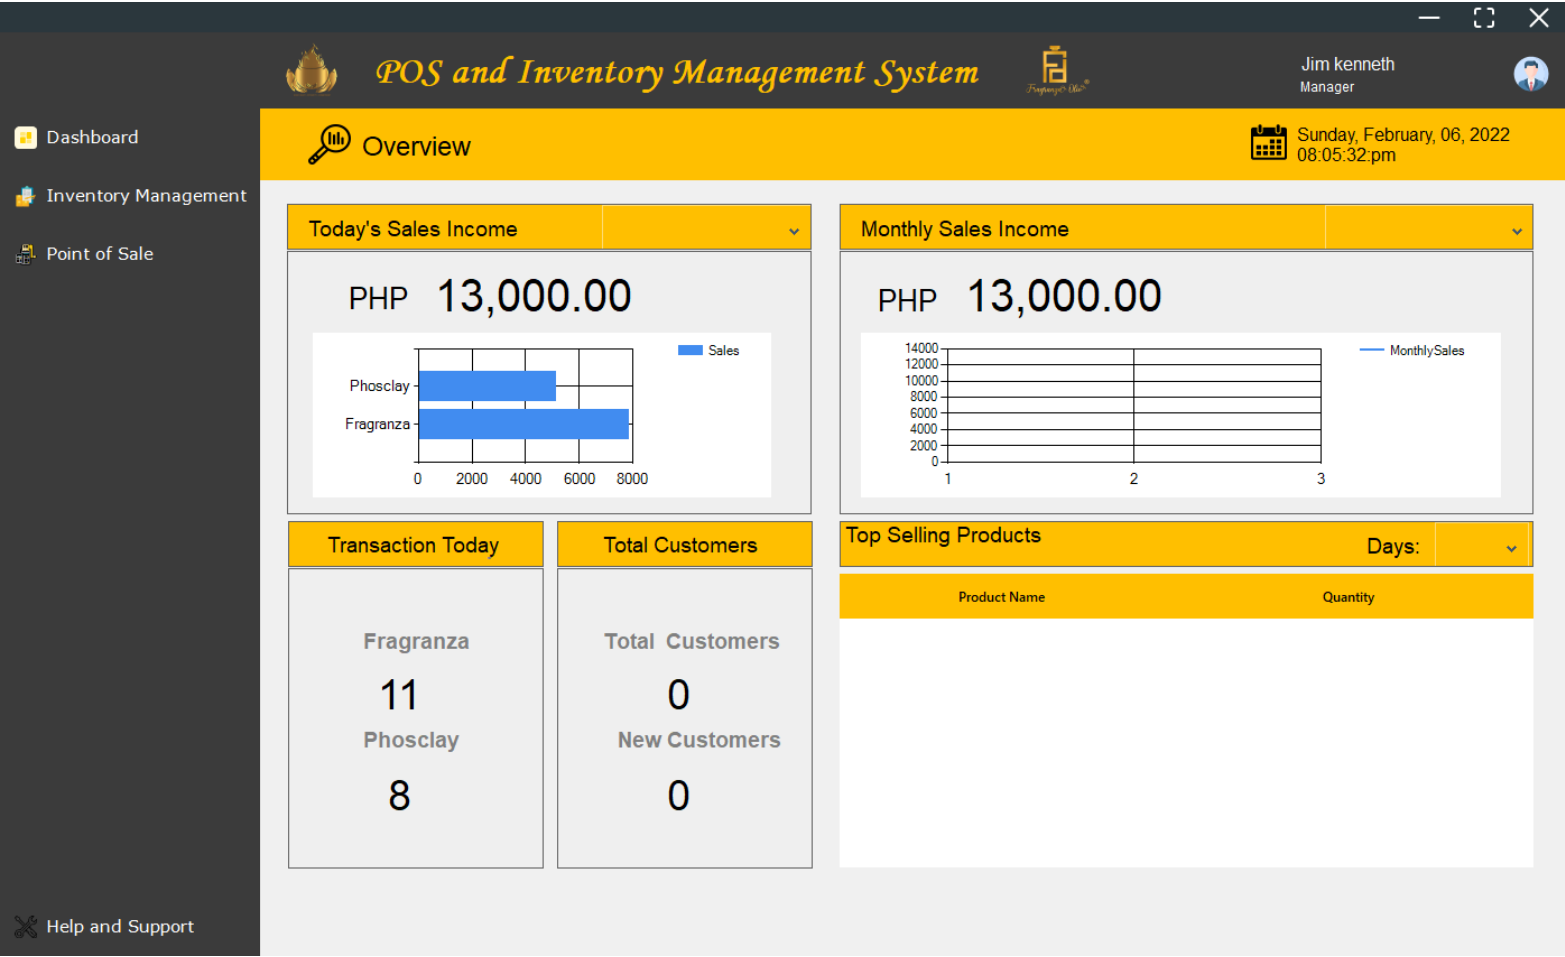 POS and Inventory Management System
Fragranza Olio
Jim kenneth
Manager
Dashboard
Inventory Management
Point of Sale
Help and Support
Overview
Sunday, February, 06, 2022
08:05:32:pm
Today's Sales Income
PHP 13,000.00
Sales
Phosclay
Fragranza
0 2000 4000 6000 8000
Monthly Sales Income
PHP 13,000.00
MonthlySales
14000
12000
10000
8000
6000
4000
2000
0
1 2 3
Transaction Today
Fragranza
11
Phosclay
8
Total Customers
Total Customers
0
New Customers
0
Top Selling Products
Days:
Product Name Quantity